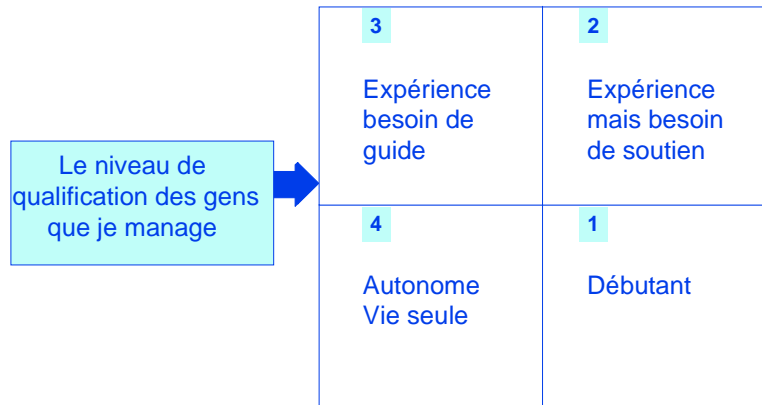 Le niveau de
qualification des gens
que je manage
3
Expérience
besoin de
guide
2
Expérience
mais besoin
de soutien
4
Autonome
Vie seule
1
Débutant